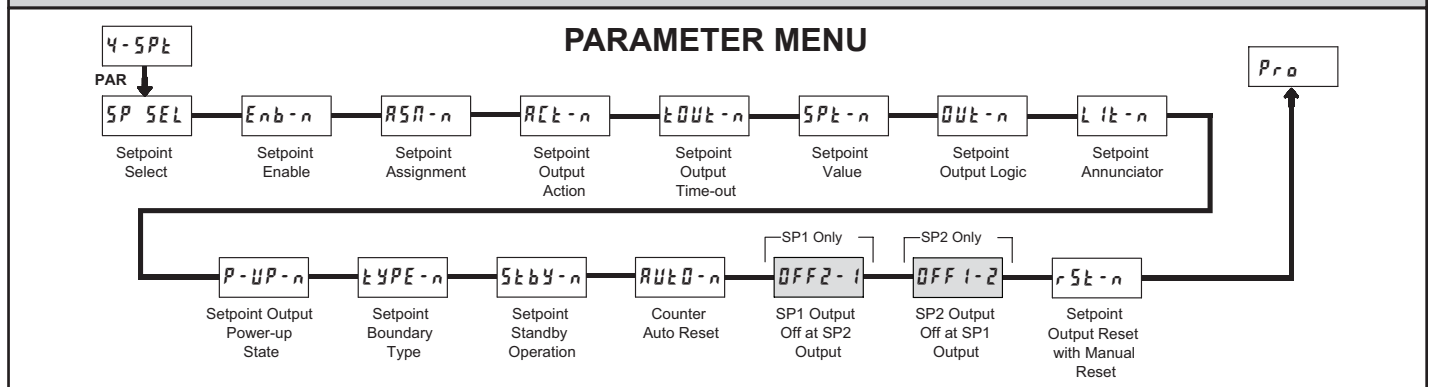 PARAMETER MENU
4-SPt
PAR
Pro
SP SEL
Enb-n
ASN-n
ACt-n
tOUt-n
SPt-n
OUt-n
LIt-n
Setpoint
Select
Setpoint
Enable
Setpoint
Assignment
Setpoint
Output
Action
Setpoint
Output
Time-out
Setpoint
Value
Setpoint
Output Logic
Setpoint
Annunciator
SP1 Only
SP2 Only
P-UP-n
tYPE-n
StbY-n
AUtO-n
OFF2-1
OFF1-2
rSt-n
Setpoint Output
Power-up
State
Setpoint
Boundary
Type
Setpoint
Standby
Operation
Counter
Auto Reset
SP1 Output
Off at SP2
Output
SP2 Output
Off at SP1
Output
Setpoint
Output Reset
with Manual
Reset